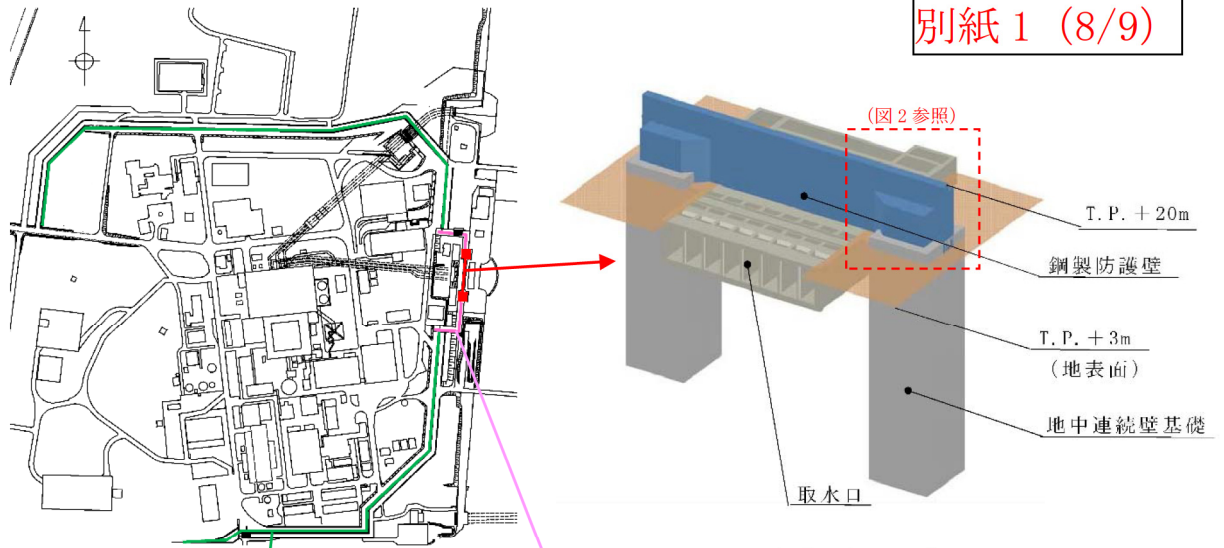 別紙1 (8/9)
(図2参照)
T.P.+20m
鋼製防護壁
T.P.+3m
(地表面)
地中連続壁基礎
取水口